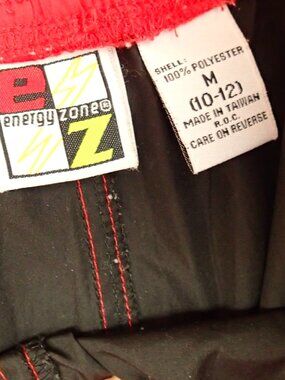 e
energy zone®
z
SHELL:
100% POLYESTER
M
(10-12)
MADE IN TAIWAN
R.O.C.
CARE ON REVERSE